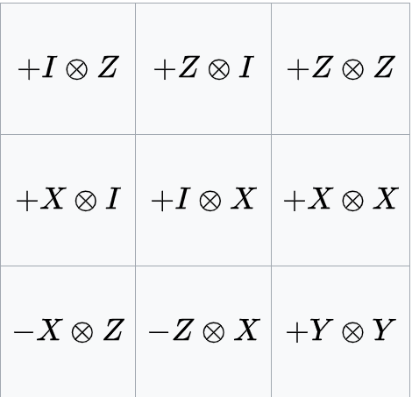 +I ⊗ Z +Z ⊗ I +Z ⊗ Z
+X ⊗ I +I ⊗ X +X ⊗ X
−X ⊗ Z −Z ⊗ X +Y ⊗ Y